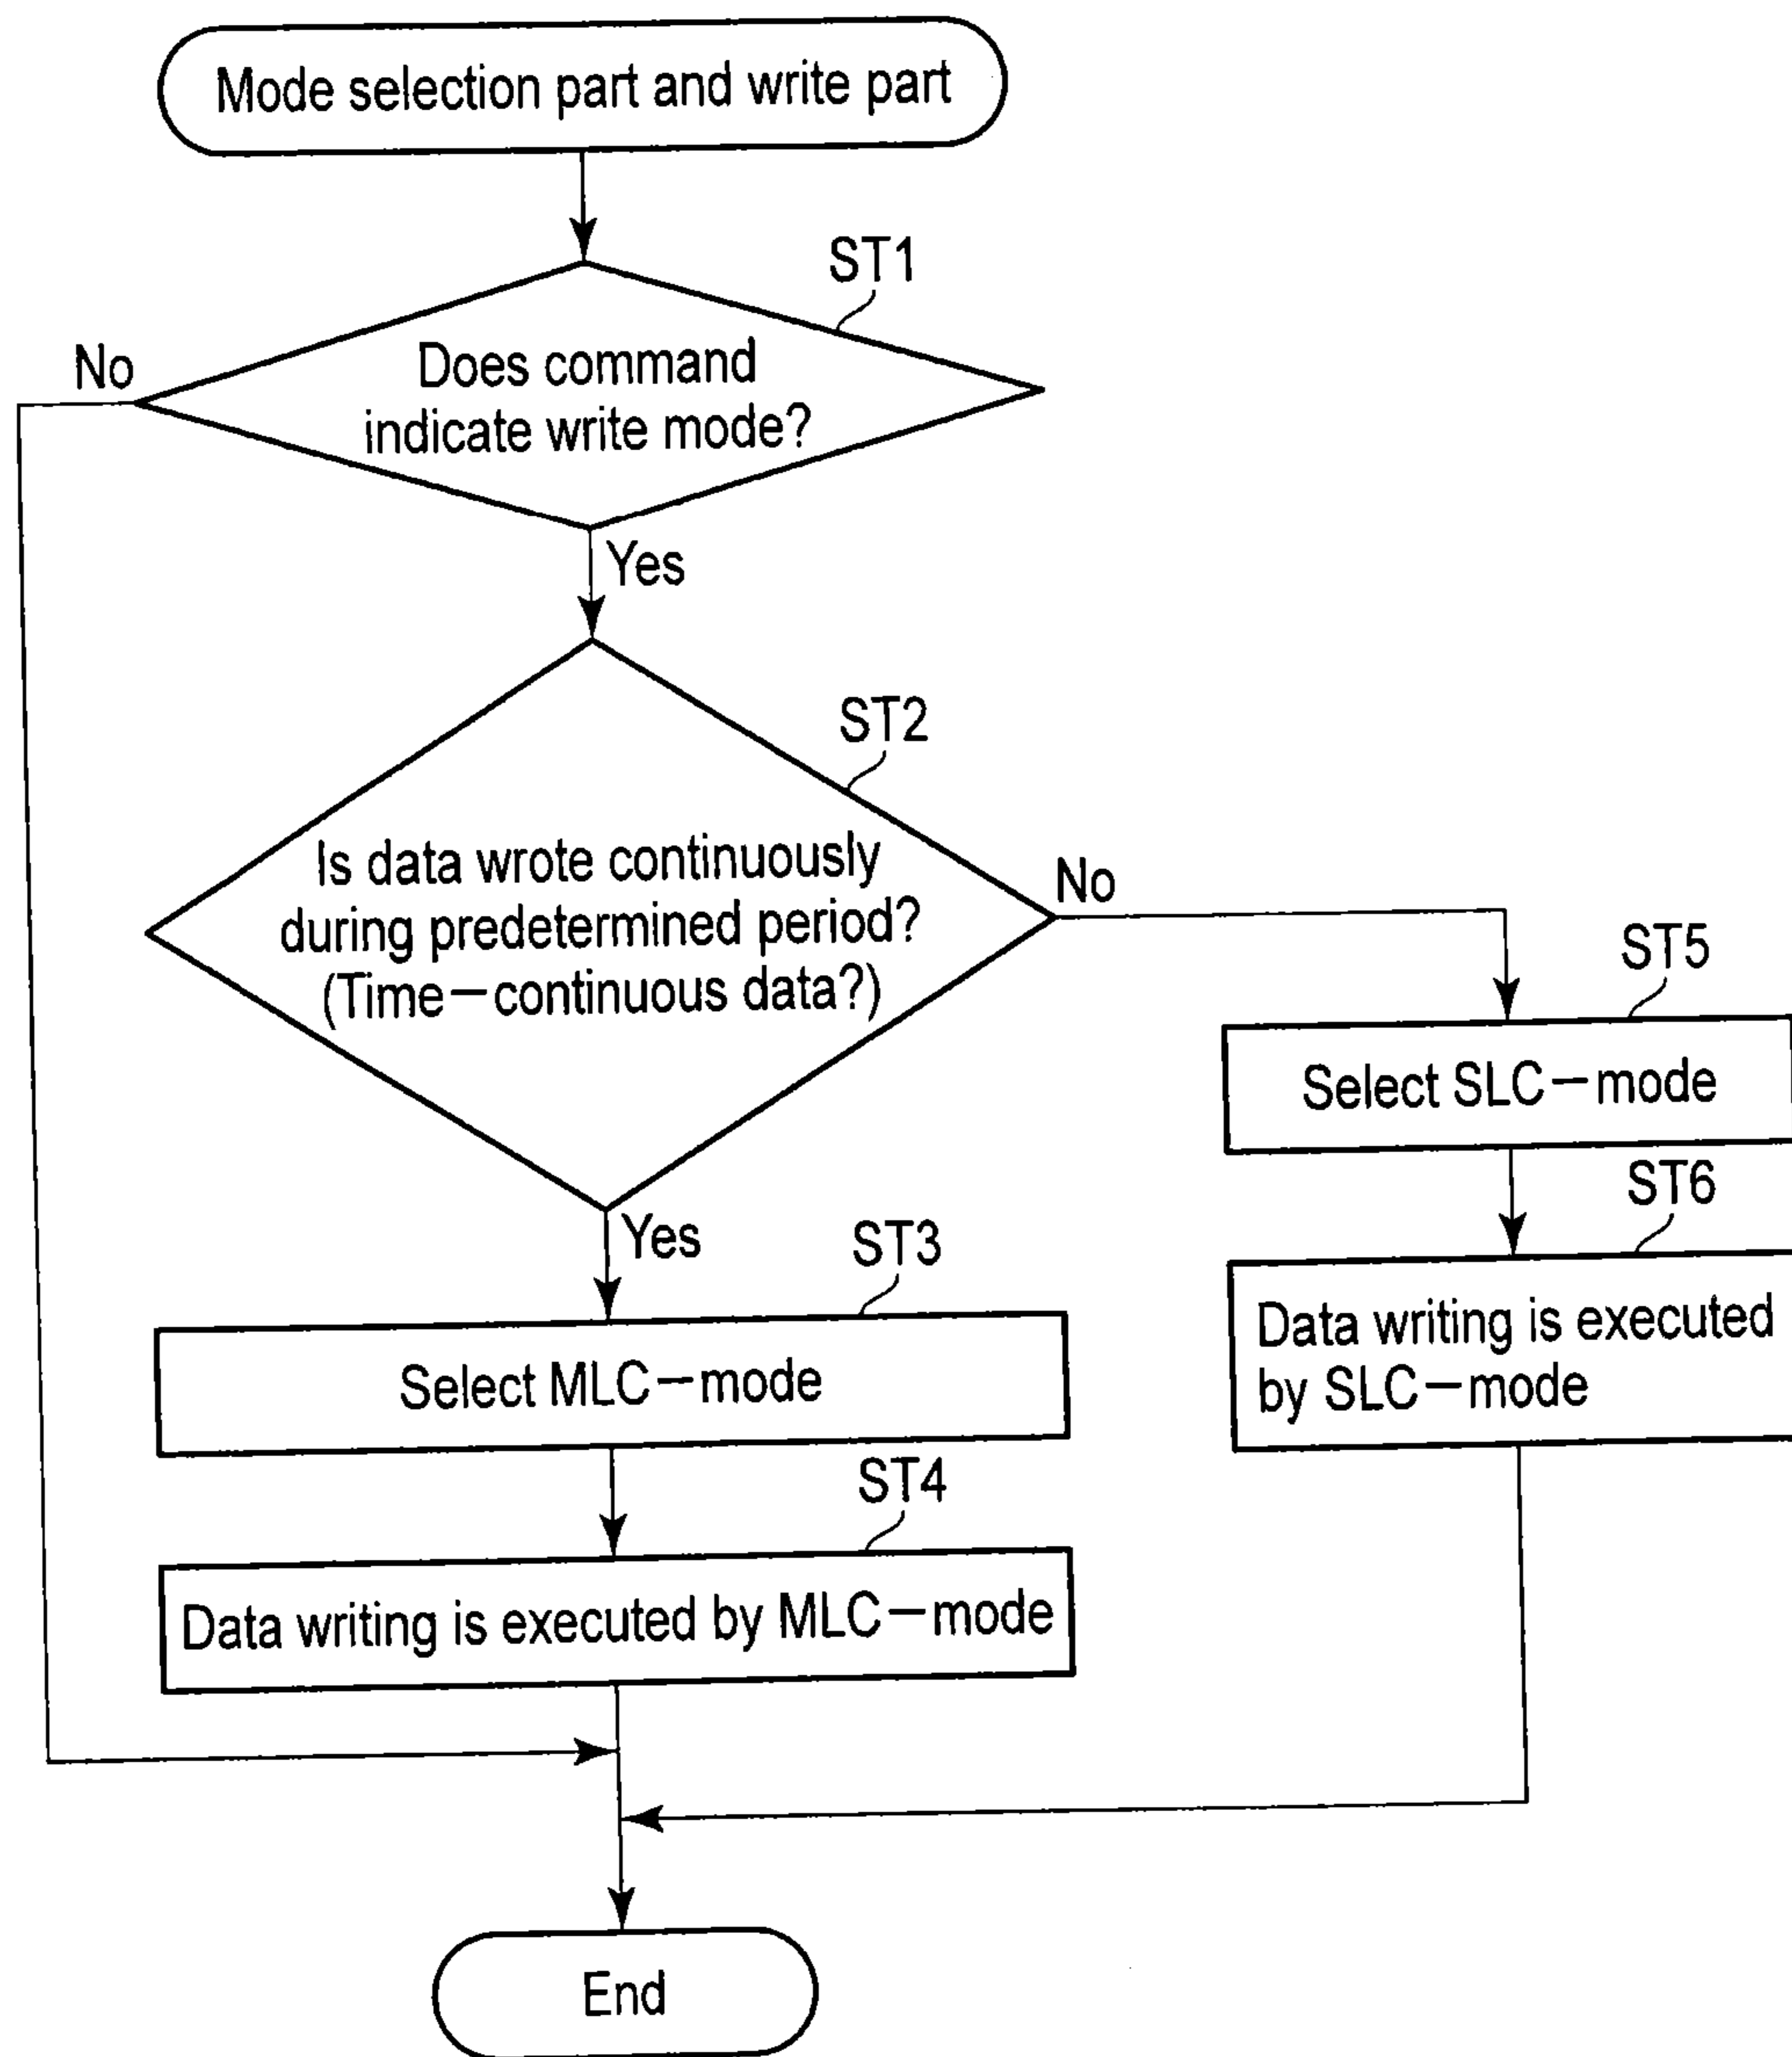 Mode selection part and write part
ST1
No
Does command
indicate write mode?
Yes
ST2
Is data wrote continuously
during predetermined period?
(Time－continuous data?)
No
ST5
Select SLC－mode
ST6
Data writing is executed
by SLC－mode
Yes
ST3
Select MLC－mode
ST4
Data writing is executed by MLC－mode
End